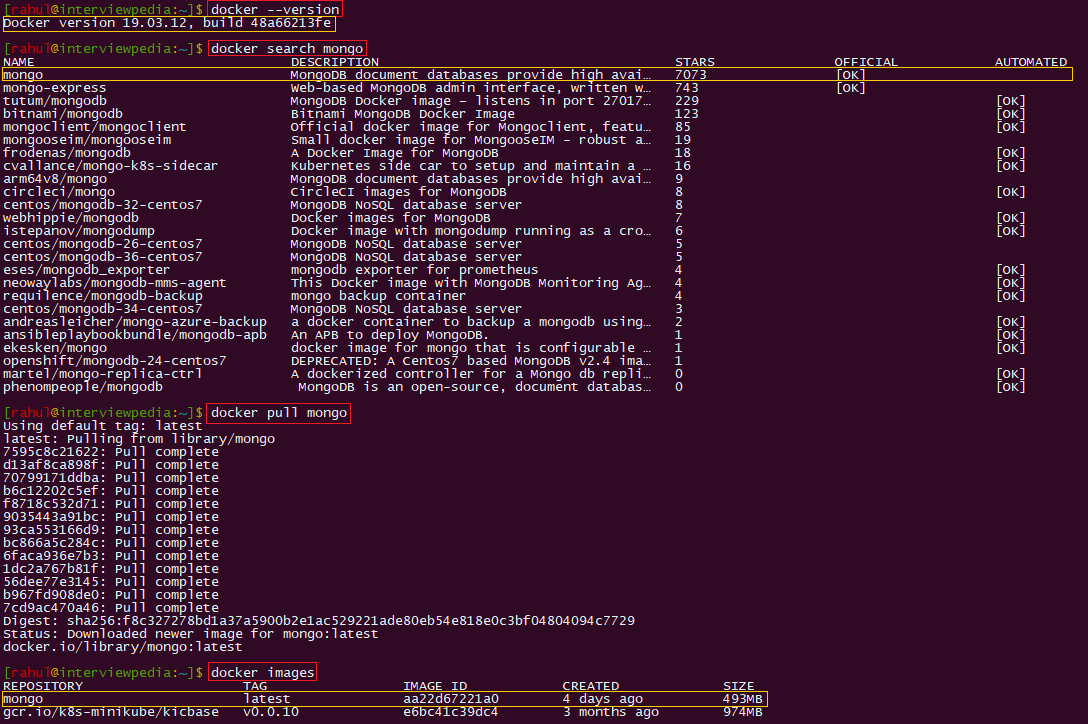 [rahul@interviewpedia:~]$ docker --version
Docker version 19.03.12, build 48a66213fe
[rahul@interviewpedia:~]$ docker search mongo
NAME DESCRIPTION STARS OFFICIAL AUTOMATED
mongo MongoDB document databases provide high avai… 7073 [OK]
mongo-express Web-based MongoDB admin interface, written w… 743 [OK]
tutum/mongodb MongoDB Docker image – listens in port 27017… 229 [OK]
bitnami/mongodb Bitnami MongoDB Docker Image 123 [OK]
mongoclient/mongoclient Official docker image for Mongoclient, featu… 85 [OK]
mongooseim/mongooseim Small docker image for MongooseIM - robust a… 19
frodenas/mongodb A Docker Image for MongoDB 18 [OK]
cvallance/mongo-k8s-sidecar Kubernetes side car to setup and maintain a … 16 [OK]
arm64v8/mongo MongoDB document databases provide high avai… 9
circleci/mongo CircleCI images for MongoDB 8 [OK]
centos/mongodb-32-centos7 MongoDB NoSQL database server 8
webhippie/mongodb Docker images for MongoDB 7 [OK]
istepanov/mongodump Docker image with mongodump running as a cro… 6 [OK]
centos/mongodb-26-centos7 MongoDB NoSQL database server 5
centos/mongodb-36-centos7 MongoDB NoSQL database server 5
eses/mongodb_exporter mongodb exporter for prometheus 4 [OK]
neowaylabs/mongodb-mms-agent This Docker image with MongoDB Monitoring Ag… 4 [OK]
requilence/mongodb-backup mongo backup container 4 [OK]
centos/mongodb-34-centos7 MongoDB NoSQL database server 3
andreasleicher/mongo-azure-backup a docker container to backup a mongodb using… 2 [OK]
ansibleplaybookbundle/mongodb-apb An APB to deploy MongoDB. 1 [OK]
ekesken/mongo docker image for mongo that is configurable … 1 [OK]
openshift/mongodb-24-centos7 DEPRECATED: A Centos7 based MongoDB v2.4 ima… 1
martel/mongo-replica-ctrl A dockerized controller for a Mongo db repli… 0 [OK]
phenompeople/mongodb MongoDB is an open-source, document databas… 0 [OK]
[rahul@interviewpedia:~]$ docker pull mongo
Using default tag: latest
latest: Pulling from library/mongo
7595c8c21622: Pull complete
d13af8ca898f: Pull complete
70799171ddba: Pull complete
b6c12202c5ef: Pull complete
f8718c532d71: Pull complete
9035443a91bc: Pull complete
93ca553166d9: Pull complete
bc866a5c284c: Pull complete
6faca936e7b3: Pull complete
1dc2a767b81f: Pull complete
56dee77e3145: Pull complete
b967fd908de0: Pull complete
7cd9ac470a46: Pull complete
Digest: sha256:f8c327278bd1a37a5900b2e1ac529221ade80eb54e818e0c3bf04804094c7729
Status: Downloaded newer image for mongo:latest
docker.io/library/mongo:latest
[rahul@interviewpedia:~]$ docker images
REPOSITORY TAG IMAGE ID CREATED SIZE
mongo latest aa22d67221a0 4 days ago 493MB
gcr.io/k8s-minikube/kicbase v0.0.10 e6bc41c39dc4 3 months ago 974MB